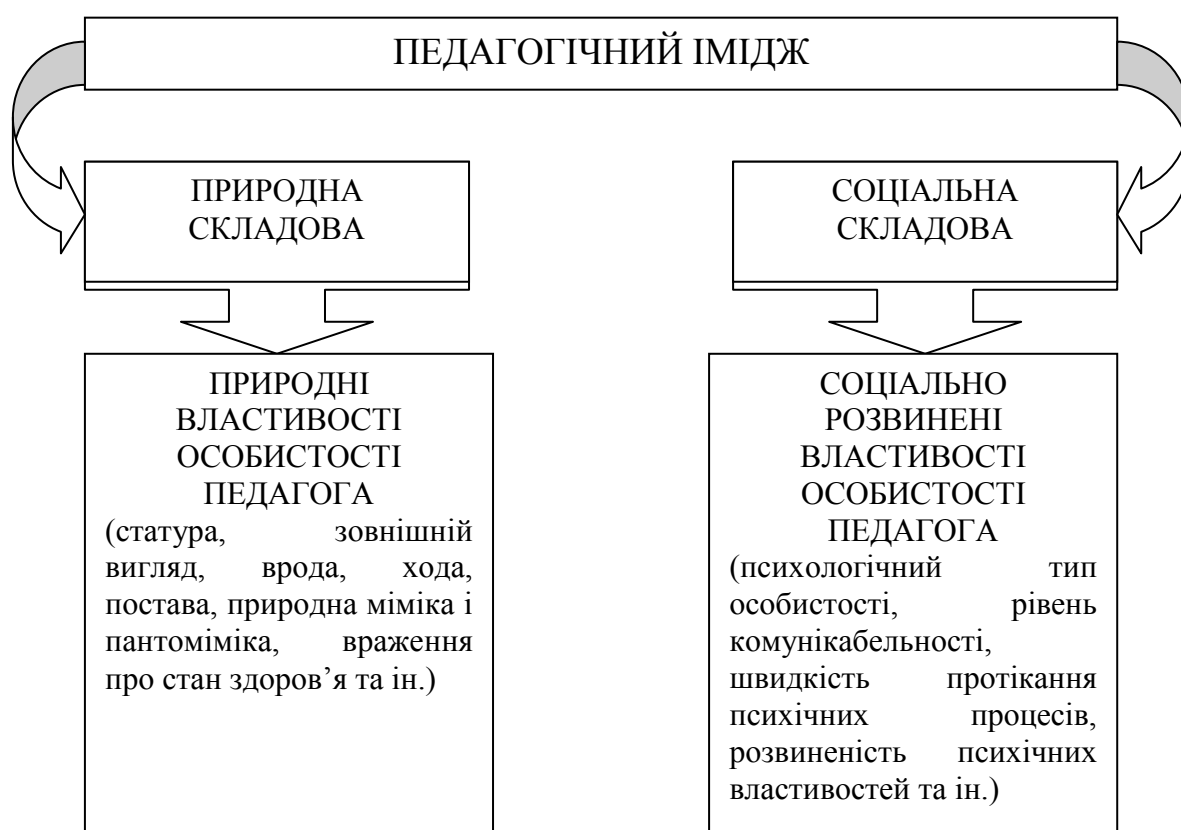 ПЕДАГОГІЧНИЙ ІМІДЖ
ПРИРОДНА
СКЛАДОВА
СОЦІАЛЬНА
СКЛАДОВА
ПРИРОДНІ
ВЛАСТИВОСТІ
ОСОБИСТОСТІ
ПЕДАГОГА
(статура, зовнішній
вигляд, врода, хода,
постава, природна міміка і
пантоміміка, враження
про стан здоров’я та ін.)
СОЦІАЛЬНО
РОЗВИНЕНІ
ВЛАСТИВОСТІ
ОСОБИСТОСТІ
ПЕДАГОГА
(психологічний тип
особистості, рівень
комунікабельності,
швидкість протікання
психічних процесів,
розвиненість психічних
властивостей та ін.)